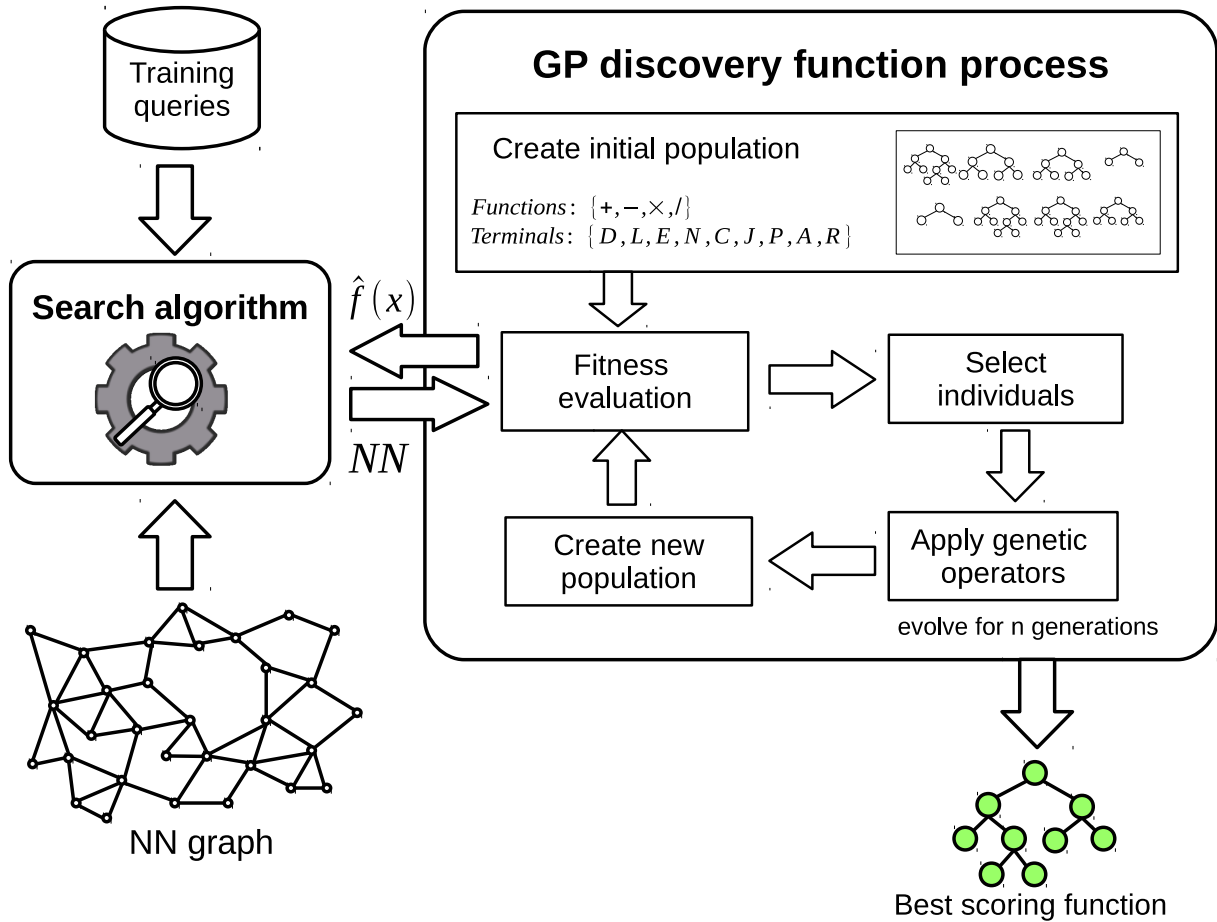 Training
queries
GP discovery function process
Create initial population
Functions: {+,−,×,/}
Terminals: {D,L,E,N,C,J,P,A,R}
Search algorithm
f̂(x)
NN
Fitness
evaluation
Select
individuals
Create new
population
Apply genetic
operators
evolve for n generations
NN graph
Best scoring function